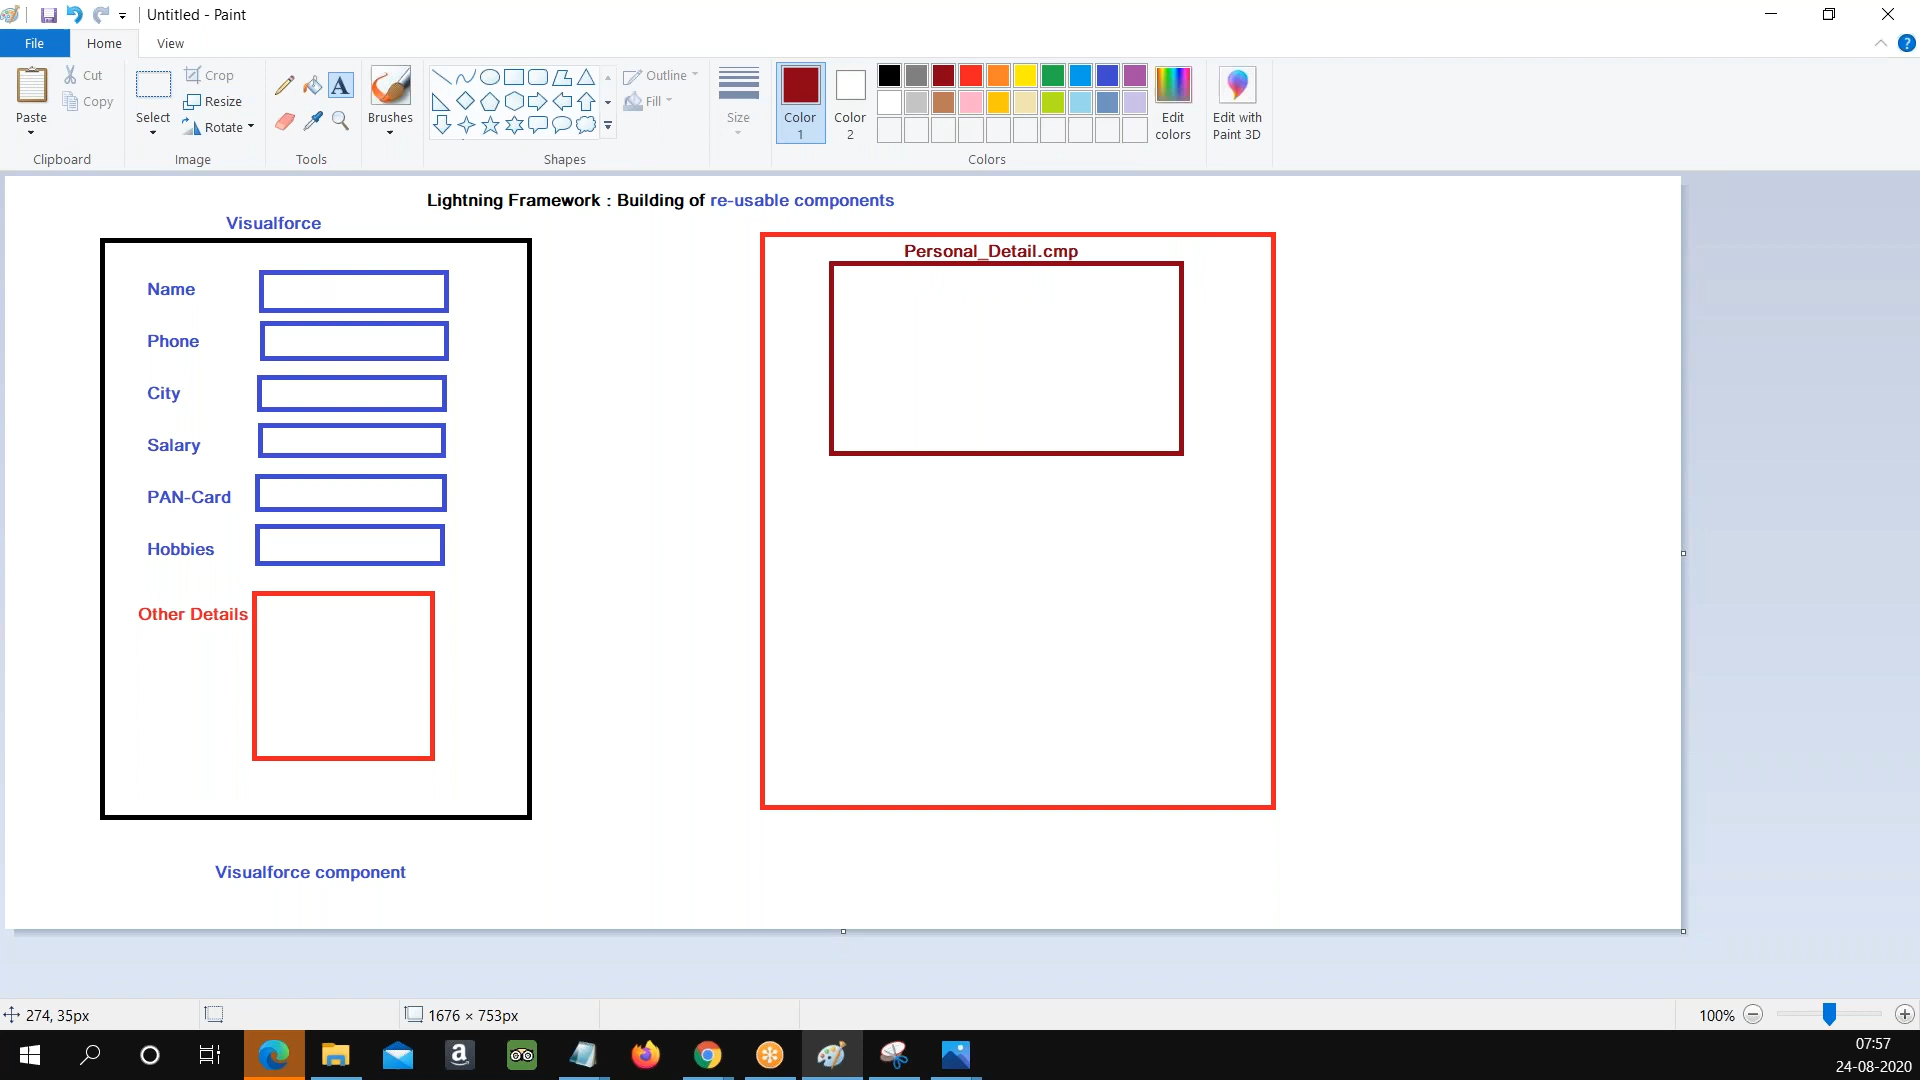 Untitled - Paint
File
Home
View
Paste
Cut
Copy
Clipboard
Select
Crop
Resize
Rotate
Image
A
Tools
Brushes
Outline
Fill
Shapes
Size
Color 1
Color 2
Edit colors
Edit with Paint 3D
Colors
Lightning Framework : Building of re-usable components
Visualforce
Name
Phone
City
Salary
PAN-Card
Hobbies
Other Details
Visualforce component
Personal_Detail.cmp
274, 35px
1676 × 753px
100%
07:57
24-08-2020